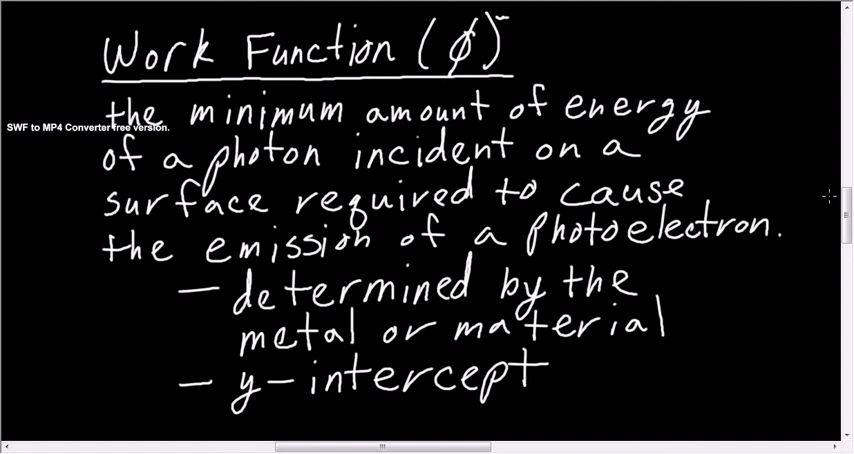 Work Function (ϕ)
the minimum amount of energy
SWF to MP4 Converter free version.
of a photon incident on a
surface required to cause
the emission of a photoelectron.
— determined by the
metal or material
— y-intercept